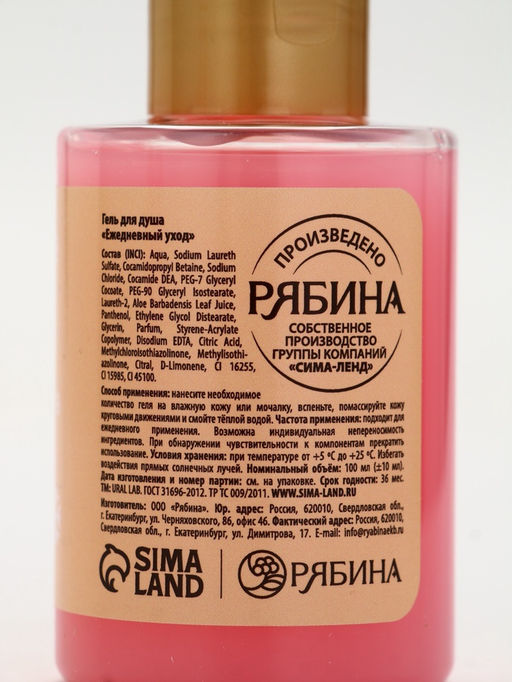 Гель для душа
«Ежедневный уход»
Состав (INCI): Aqua, Sodium Laureth
Sulfate, Cocamidopropyl Betaine, Sodium
Chloride, Cocamide DEA, PEG-7 Glyceryl
Cocoate, PEG-90 Glyceryl Isostearate,
Laureth-2, Aloe Barbadensis Leaf Juice,
Panthenol, Ethylene Glycol Distearate,
Glycerin, Parfum, Styrene-Acrylate
Copolymer, Disodium EDTA, Citric Acid,
Methylchloroisothiazolinone, Methylisothi-
azolinone, Citral, D-Limonene, CI 16255,
CI 15985, CI 45100.
ПРОИЗВЕДЕНО
РЯБИНА
СОБСТВЕННОЕ
ПРОИЗВОДСТВО
ГРУППЫ КОМПАНИЙ
«СИМА-ЛЕНД»
Способ применения: нанесите необходимое
количество геля на влажную кожу или мочалку, вспеньте, помассируйте кожу
круговыми движениями и смойте тёплой водой. Частота применения: подходит для
ежедневного применения. Возможна индивидуальная непереносимость
ингредиентов. При обнаружении чувствительности к компонентам прекратить
использование. Условия хранения: при температуре от +5 °С до +25 °С. Избегать
воздействия прямых солнечных лучей. Номинальный объём: 100 мл (±10 мл).
Дата изготовления и номер партии: см. на упаковке. Срок годности: 36 мес.
ТМ: URAL LAB. ГОСТ 31696-2012. ТР ТС 009/2011. WWW.SIMA-LAND.RU
Изготовитель: ООО «Рябина». Юр. адрес: Россия, 620010, Свердловская обл.,
г. Екатеринбург, ул. Черняховского, 86, офис 46. Фактический адрес: Россия, 620010,
Свердловская обл., г. Екатеринбург, ул. Димитрова, 17. E-mail: info@ryabinaekb.ru
SIMA
LAND
РЯБИНА